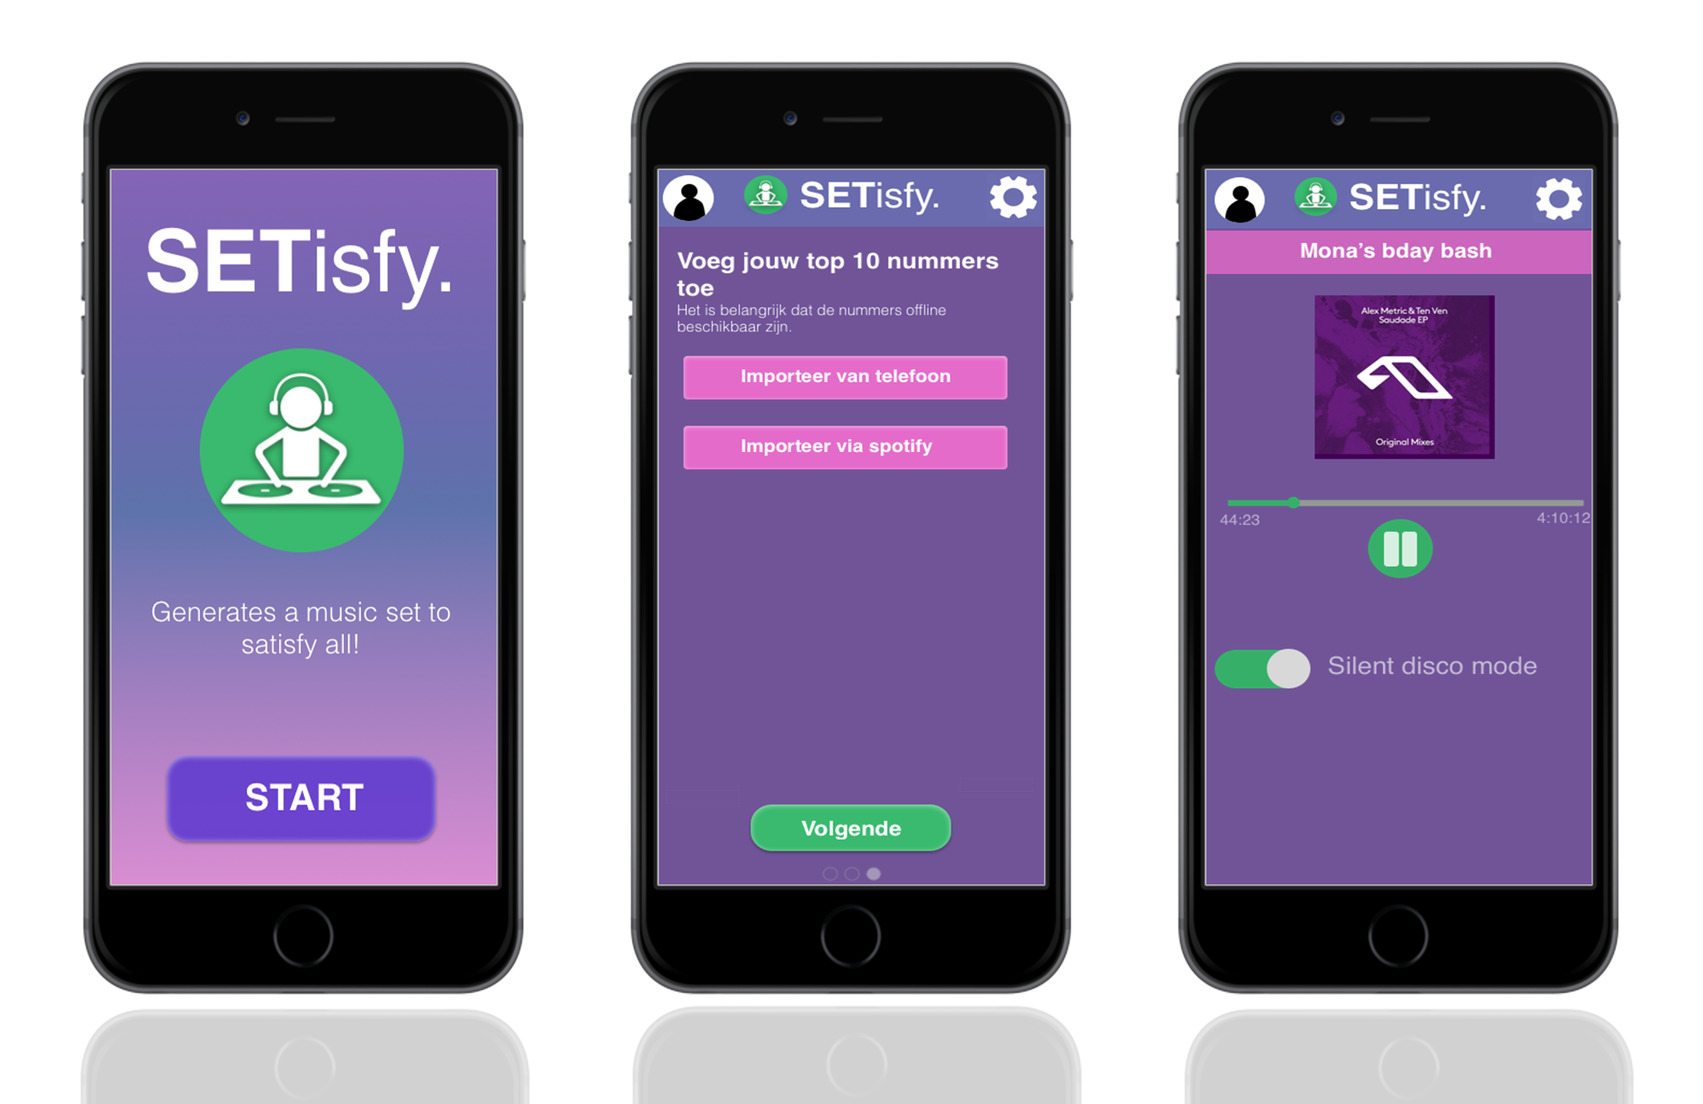 SETisfy.
Generates a music set to
satisfy all!
START
SETisfy.
Voeg jouw top 10 nummers
toe
Het is belangrijk dat de nummers offline
beschikbaar zijn.
Importeer van telefoon
Importeer via spotify
Volgende
SETisfy.
Mona's bday bash
Alex Metric & Ten Ven
Saudade EP
Original Mixes
44:23
4:10:12
Silent disco mode